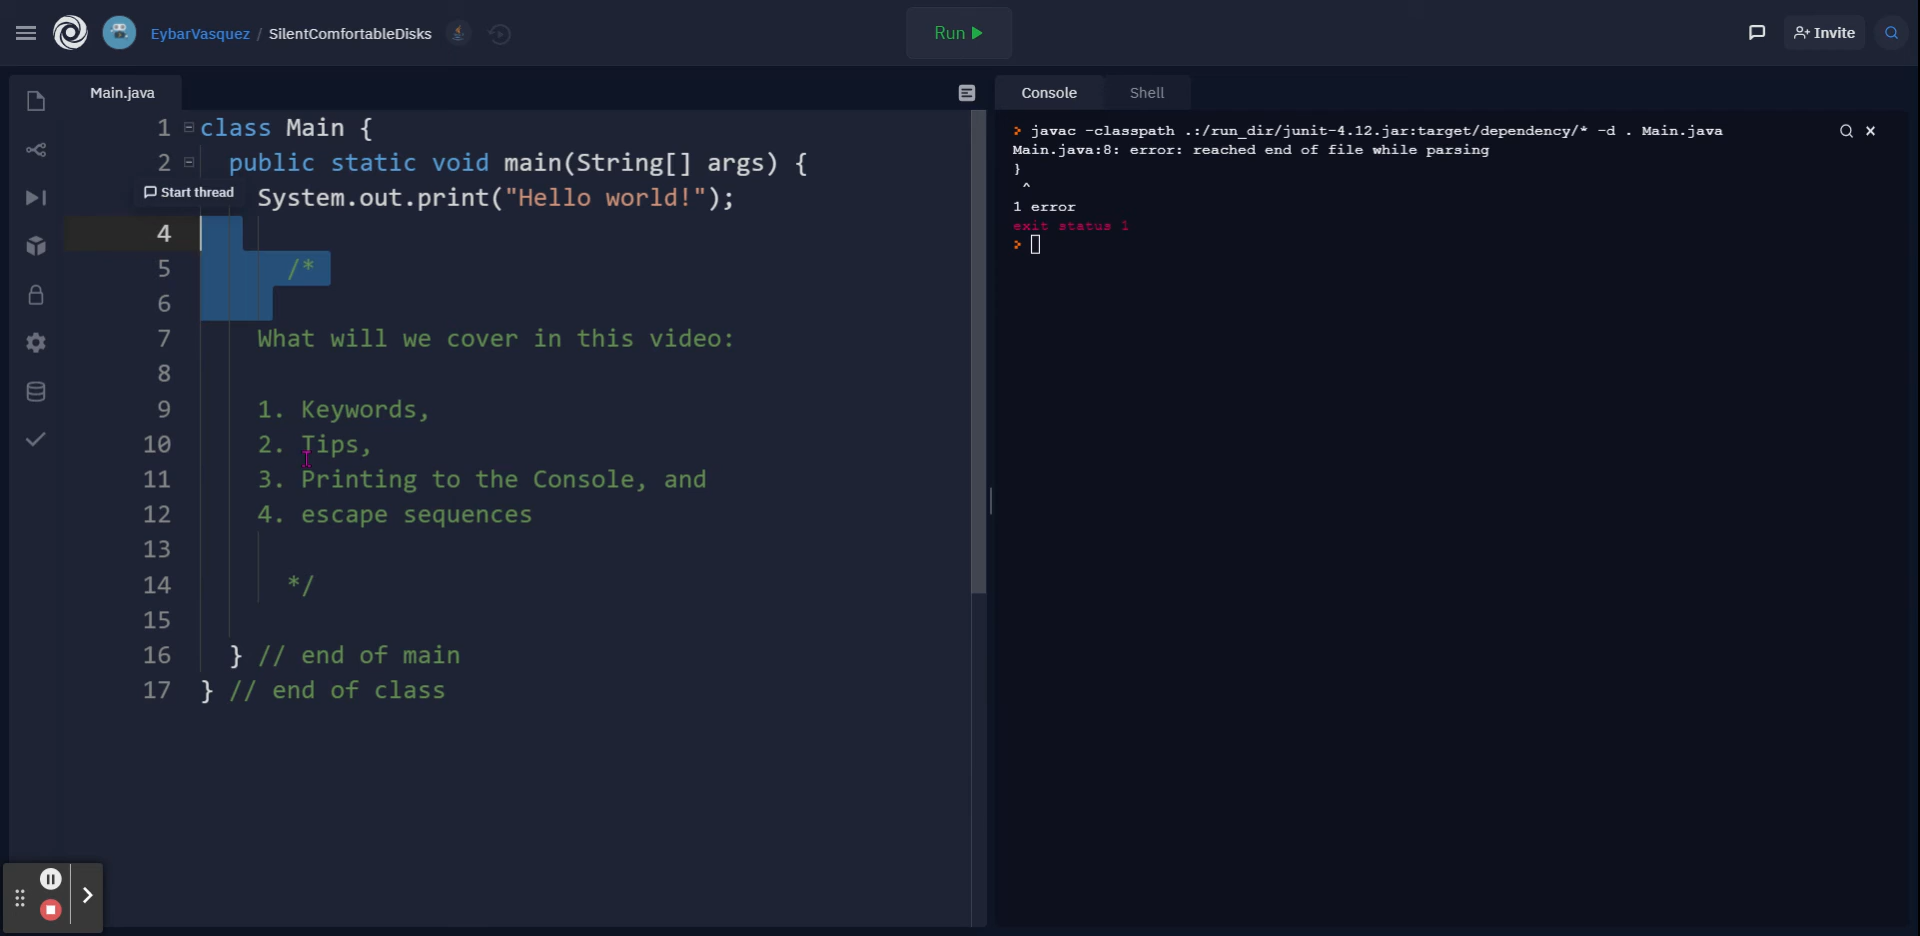 EybarVasquez / SilentComfortableDisks
Run
Invite
Main.java
Console
Shell
1 class Main {
2 public static void main(String[] args) {
Start thread
System.out.print("Hello world!");
4
5 /*
6
7 What will we cover in this video:
8
9 1. Keywords,
10 2. Tips,
11 3. Printing to the Console, and
12 4. escape sequences
13
14 */
15
16 } // end of main
17 } // end of class
> javac -classpath .:/run_dir/junit-4.12.jar:target/dependency/* -d . Main.java
Main.java:8: error: reached end of file while parsing
}
^
1 error
exit status 1
>